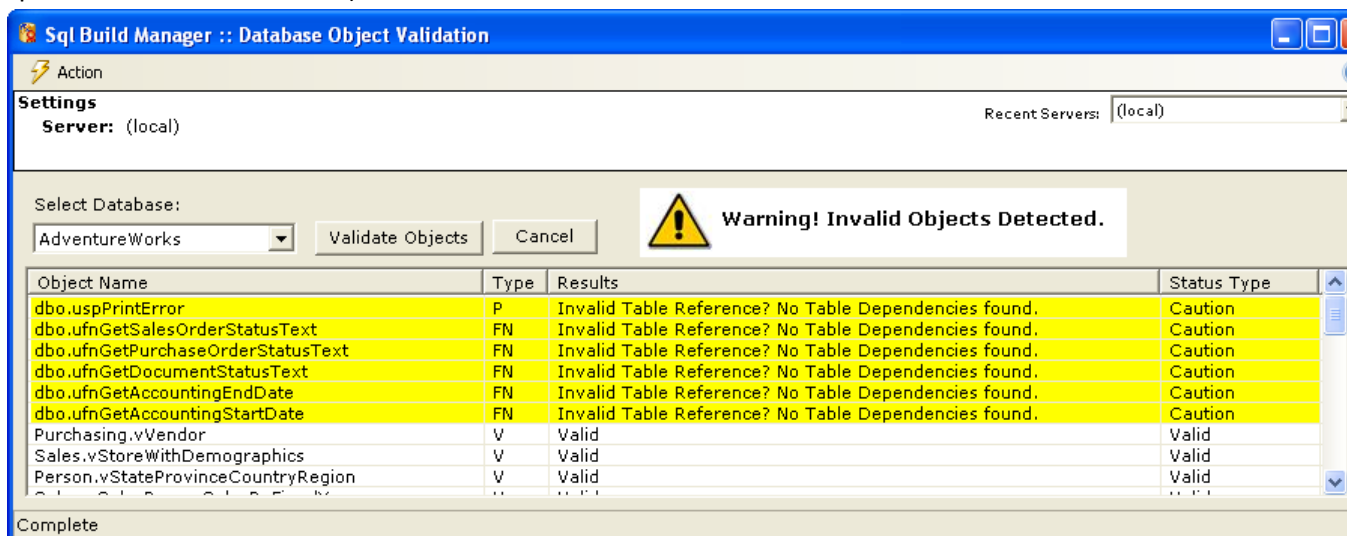 Sql Build Manager :: Database Object Validation
Action
Settings
Server: (local)
Recent Servers: (local)
Select Database:
AdventureWorks Validate Objects Cancel Warning! Invalid Objects Detected.
Object Name Type Results Status Type
dbo.uspPrintError P Invalid Table Reference? No Table Dependencies found. Caution
dbo.ufnGetSalesOrderStatusText FN Invalid Table Reference? No Table Dependencies found. Caution
dbo.ufnGetPurchaseOrderStatusText FN Invalid Table Reference? No Table Dependencies found. Caution
dbo.ufnGetDocumentStatusText FN Invalid Table Reference? No Table Dependencies found. Caution
dbo.ufnGetAccountingEndDate FN Invalid Table Reference? No Table Dependencies found. Caution
dbo.ufnGetAccountingStartDate FN Invalid Table Reference? No Table Dependencies found. Caution
Purchasing.vVendor V Valid Valid
Sales.vStoreWithDemographics V Valid Valid
Person.vStateProvinceCountryRegion V Valid Valid
Complete